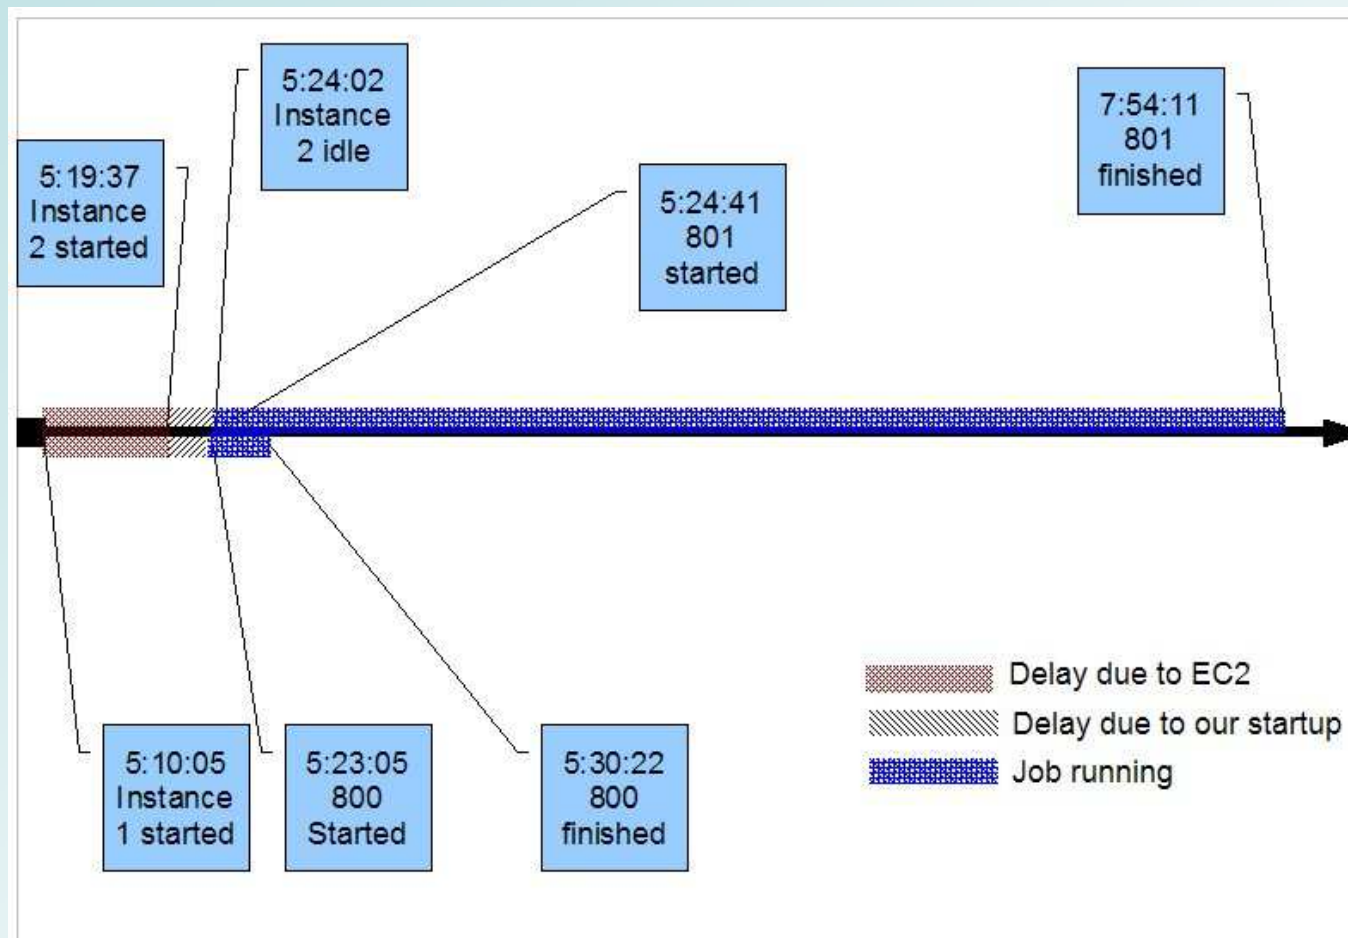 5:24:02
Instance
2 idle
7:54:11
801
finished
5:19:37
Instance
2 started
5:24:41
801
started
Delay due to EC2
Delay due to our startup
Job running
5:10:05
Instance
1 started
5:23:05
800
Started
5:30:22
800
finished